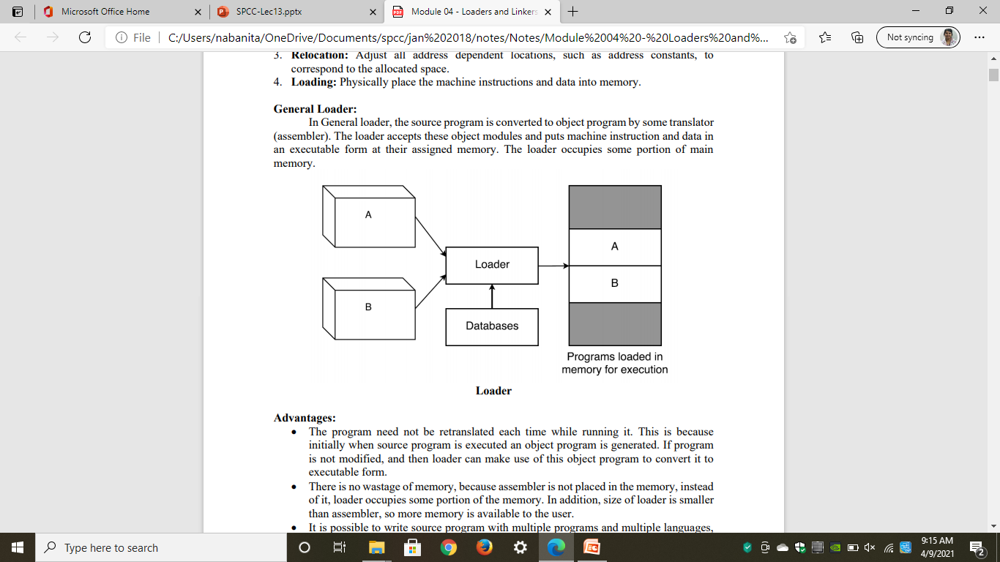 Microsoft Office Home
SPCC-Lec13.pptx
Module 04 - Loaders and Linkers
File
C:/Users/nabanita/OneDrive/Documents/spcc/jan%202018/notes/Notes/Module%2004%20-%20Loaders%20and%...
Not syncing
3. Relocation: Adjust all address dependent locations, such as address constants, to
correspond to the allocated space.
4. Loading: Physically place the machine instructions and data into memory.
General Loader:
In General loader, the source program is converted to object program by some translator
(assembler). The loader accepts these object modules and puts machine instruction and data in
an executable form at their assigned memory. The loader occupies some portion of main
memory.
A
B
Loader
Databases
A
B
Programs loaded in
memory for execution
Loader
Advantages:
• The program need not be retranslated each time while running it. This is because
initially when source program is executed an object program is generated. If program
is not modified, and then loader can make use of this object program to convert it to
executable form.
• There is no wastage of memory, because assembler is not placed in the memory, instead
of it, loader occupies some portion of the memory. In addition, size of loader is smaller
than assembler, so more memory is available to the user.
• It is possible to write source program with multiple programs and multiple languages,
Type here to search
9:15 AM
4/9/2021
2